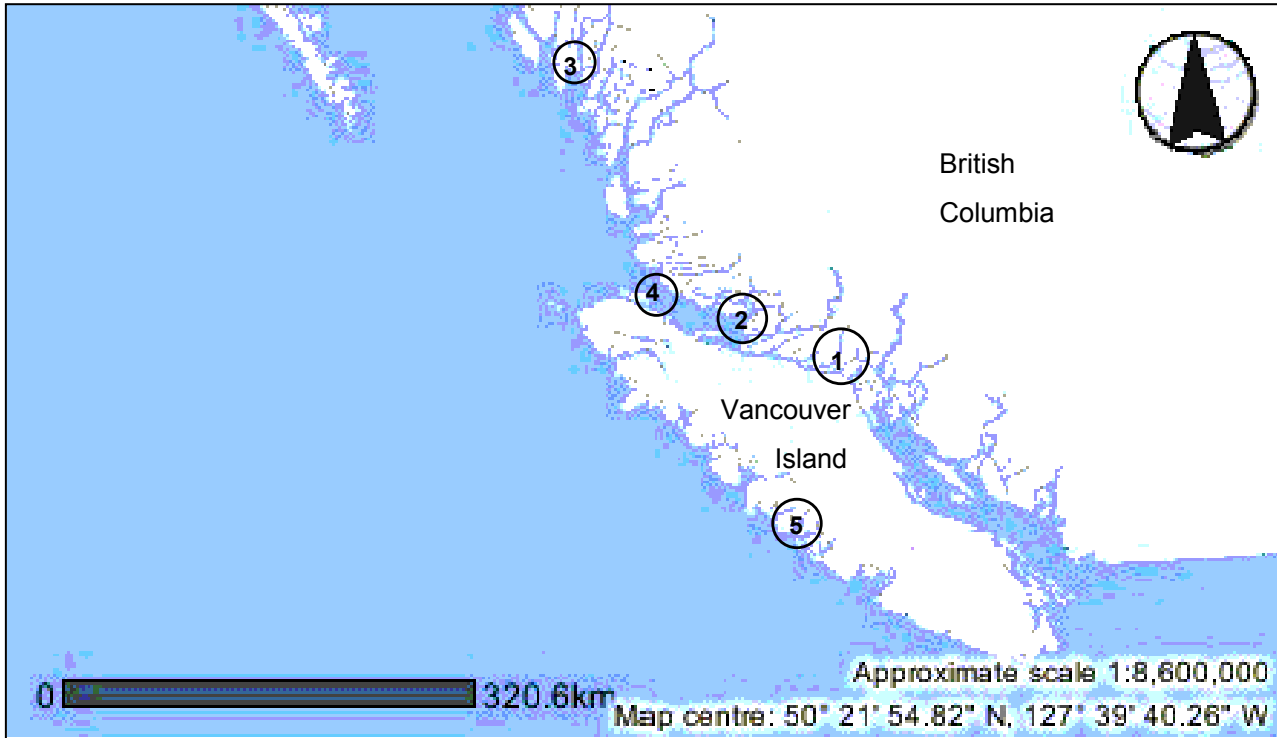 3
British
Columbia
4
2
1
Vancouver
Island
5
0 320.6km
Approximate scale 1:8,600,000
Map centre: 50° 21' 54.82" N, 127° 39' 40.26" W